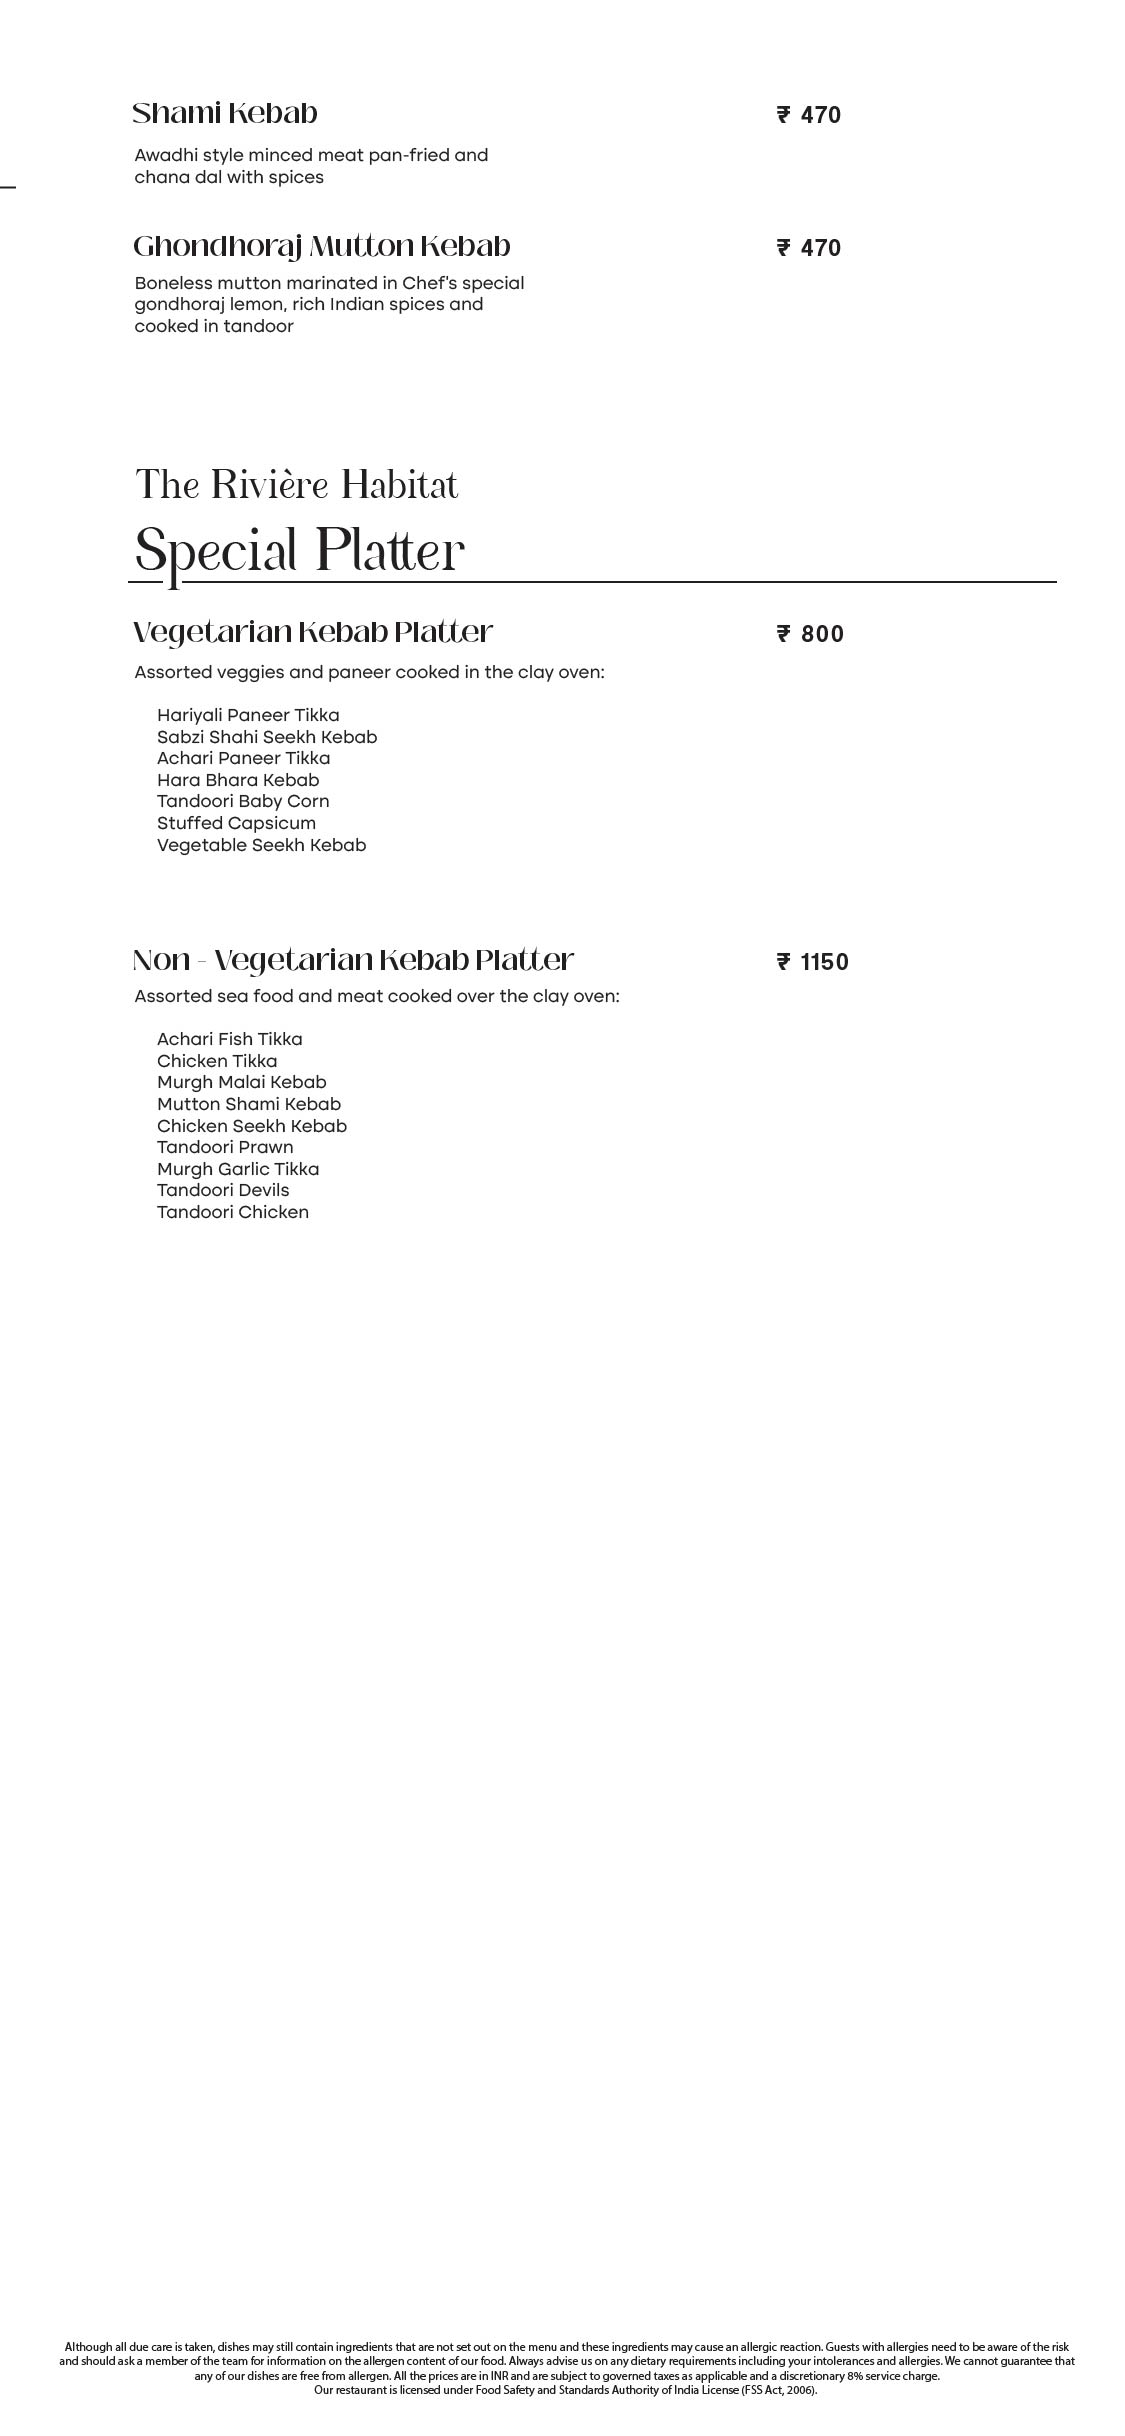 Shami Kebab ₹ 470
Awadhi style minced meat pan-fried and
chana dal with spices
Ghondhoraj Mutton Kebab ₹ 470
Boneless mutton marinated in Chef's special
gondhoraj lemon, rich Indian spices and
cooked in tandoor
The Rivière Habitat
Special Platter
Vegetarian Kebab Platter ₹ 800
Assorted veggies and paneer cooked in the clay oven:
Hariyali Paneer Tikka
Sabzi Shahi Seekh Kebab
Achari Paneer Tikka
Hara Bhara Kebab
Tandoori Baby Corn
Stuffed Capsicum
Vegetable Seekh Kebab
Non - Vegetarian Kebab Platter ₹ 1150
Assorted sea food and meat cooked over the clay oven:
Achari Fish Tikka
Chicken Tikka
Murgh Malai Kebab
Mutton Shami Kebab
Chicken Seekh Kebab
Tandoori Prawn
Murgh Garlic Tikka
Tandoori Devils
Tandoori Chicken
Although all due care is taken, dishes may still contain ingredients that are not set out on the menu and these ingredients may cause an allergic reaction. Guests with allergies need to be aware of the risk
and should ask a member of the team for information on the allergen content of our food. Always advise us on any dietary requirements including your intolerances and allergies. We cannot guarantee that
any of our dishes are free from allergen. All the prices are in INR and are subject to governed taxes as applicable and a discretionary 8% service charge.
Our restaurant is licensed under Food Safety and Standards Authority of India License (FSS Act, 2006).